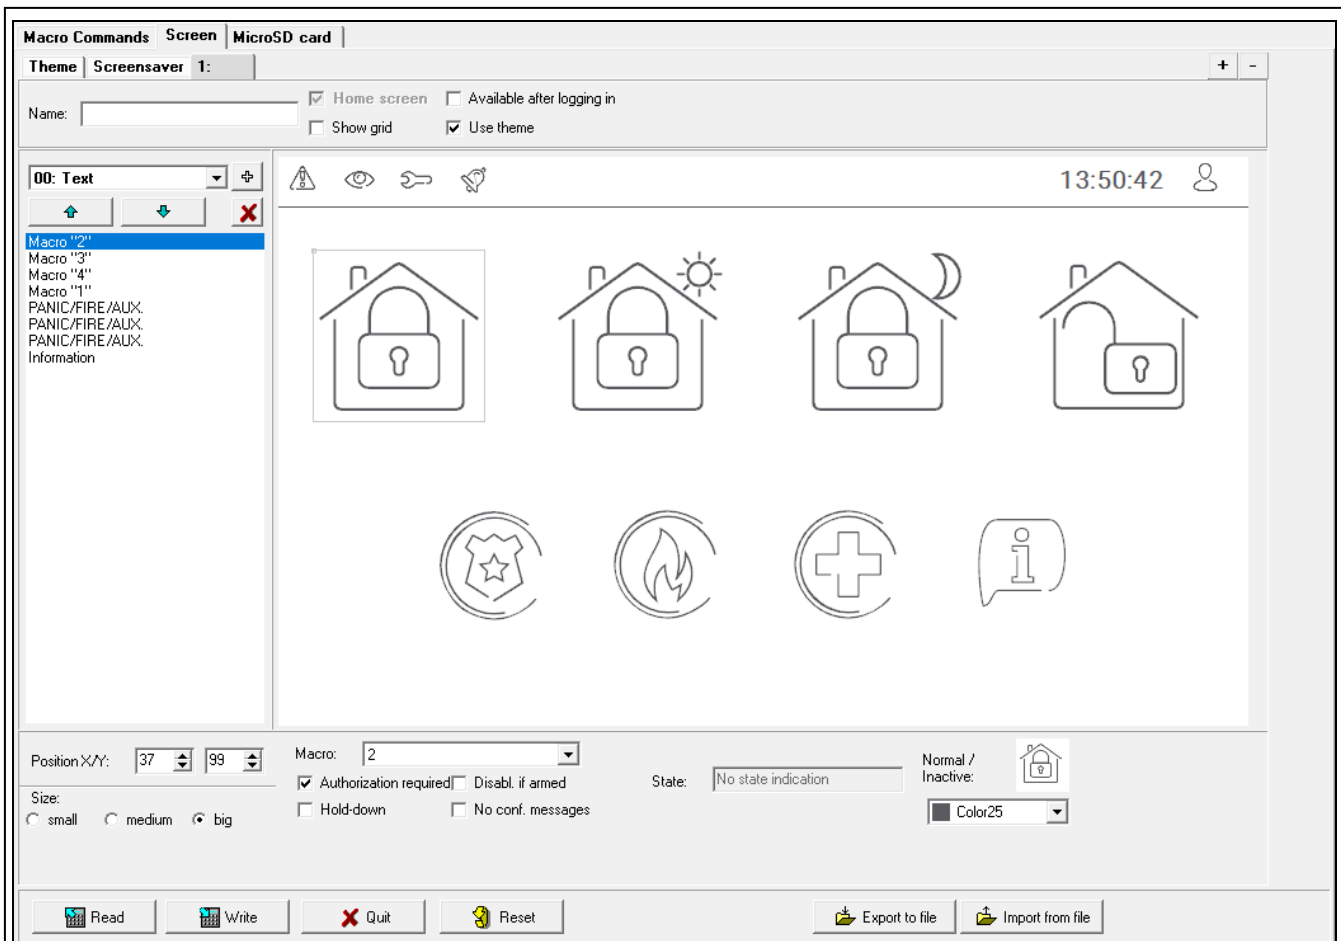 Macro Commands Screen MicroSD card
Theme Screensaver 1: + -
Name: Home screen Available after logging in
Show grid Use theme
00: Text
13:50:42
Macro "2"
Macro "3"
Macro "4"
Macro "1"
PANIC/FIRE/AUX.
PANIC/FIRE/AUX.
PANIC/FIRE/AUX.
Information
Position X/Y: 37 99
Size:
small medium big
Macro: 2
Authorization required Disabl. if armed
Hold-down No conf. messages
State: No state indication
Normal /
Inactive:
Color25
Read Write Quit Reset Export to file Import from file